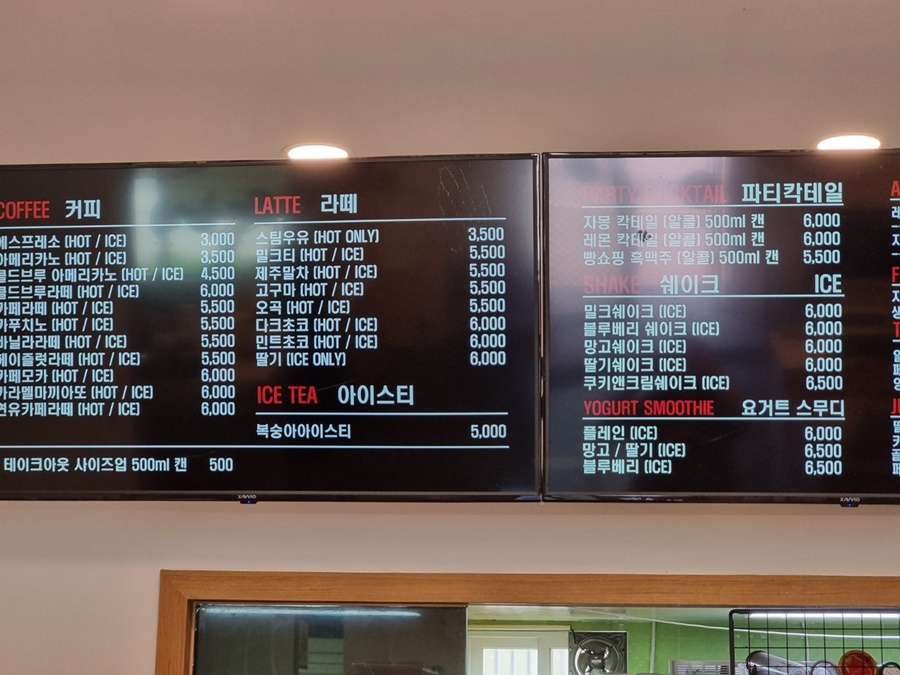 COFFEE 커피
에스프레소 (HOT / ICE) 3,000
아메리카노 (HOT / ICE) 3,500
콜드브루 아메리카노 (HOT / ICE) 4,500
콜드브루라떼 (HOT / ICE) 6,000
카페라떼 (HOT / ICE) 5,500
카푸치노 (HOT / ICE) 5,500
바닐라라떼 (HOT / ICE) 5,500
헤이즐럿라떼 (HOT / ICE) 5,500
카페모카 (HOT / ICE) 6,000
카라멜마끼아또 (HOT / ICE) 6,000
연유카페라떼 (HOT / ICE) 6,000
테이크아웃 사이즈업 500ml 캔 500
LATTE 라떼
스팀우유 (HOT ONLY) 3,500
밀크티 (HOT / ICE) 5,500
제주말차 (HOT / ICE) 5,500
고구마 (HOT / ICE) 5,500
오곡 (HOT / ICE) 5,500
다크초코 (HOT / ICE) 6,000
민트초코 (HOT / ICE) 6,000
딸기 (ICE ONLY) 6,000
ICE TEA 아이스티
복숭아아이스티 5,000
PARTY COCKTAIL 파티칵테일
자몽 칵테일 (알콜) 500ml 캔 6,000
레몬 칵테일 (알콜) 500ml 캔 6,000
빵쇼핑 흑맥주 (알콜) 500ml 캔 5,500
SHAKE 쉐이크 ICE
밀크쉐이크 (ICE) 6,000
블루베리 쉐이크 (ICE) 6,000
망고쉐이크 (ICE) 6,000
딸기쉐이크 (ICE) 6,000
쿠키앤크림쉐이크 (ICE) 6,500
YOGURT SMOOTHIE 요거트 스무디
플레인 (ICE) 6,000
망고 / 딸기 (ICE) 6,500
블루베리 (ICE) 6,500